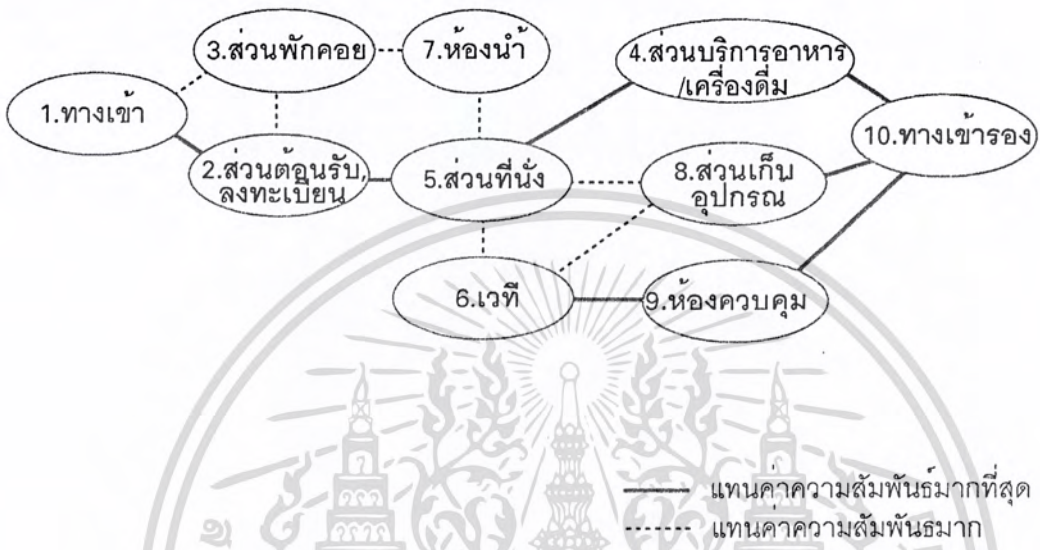 3.ส่วนพักคอย
7.ห้องน้ำ
4.ส่วนบริการอาหาร
/เครื่องดื่ม
1.ทางเข้า
10.ทางเข้ารอง
2.ส่วนต้อนรับ,
ลงทะเบียน
5.ส่วนที่นั่ง
8.ส่วนเก็บ
อุปกรณ
6.เวที
9.ห้องควบคุม
แทนค่าความสัมพันธ์มากที่สุด
แทนค่าความสัมพันธมาก